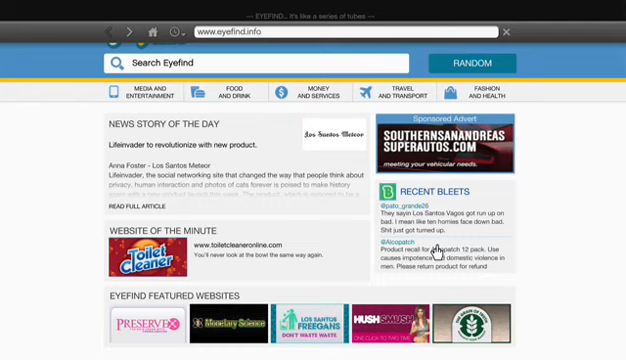 — EYEFIND... It's like a series of tubes —
www.eyefind.info
Search Eyefind
RANDOM
MEDIA AND ENTERTAINMENT
FOOD AND DRINK
MONEY AND SERVICES
TRAVEL AND TRANSPORT
FASHION AND HEALTH
NEWS STORY OF THE DAY
Los Santos Meteor
Lifeinvader to revolutionize with new product.
Anna Foster - Los Santos Meteor
Lifeinvader, the social networking site that changed the way that people think about
privacy, human interaction and photos of cats forever is poised to make history
READ FULL ARTICLE
Sponsored Advert
SOUTHERNSANANDREAS
SUPERAUTOS.COM
meeting your vehicular needs.
RECENT BLEETS
@pato_grande26
They sayin Los Santos Vagos got run up on
bad. I mean like ten homies face down bad.
Shit just got turned up.
@Alcopatch
Product recall for patch 12 pack. Use
causes impotence domestic violence in
men. Please return product for refund
WEBSITE OF THE MINUTE
Toilet
Cleaner
www.toiletcleaneronline.com
You'll never look at the bowl the same way again.
EYEFIND FEATURED WEBSITES
PRESERVEX
Monetary Science
LOS SANTOS
FREEGANS
DON'T WASTE WASTE
HUSH SMUSH
ONE CLICK TO TWO TIME